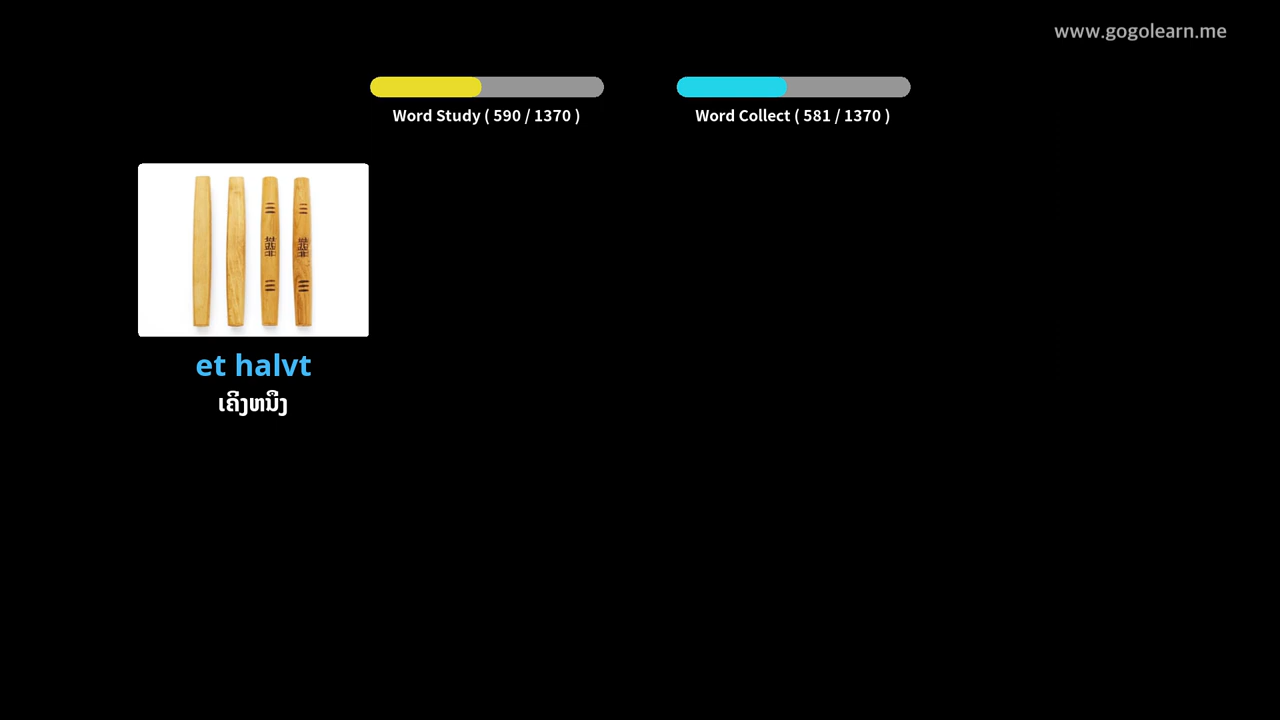 www.gogolearn.me
Word Study ( 590 / 1370 )
Word Collect ( 581 / 1370 )
et halvt
ເຄິ່ງຫນຶ່ງ